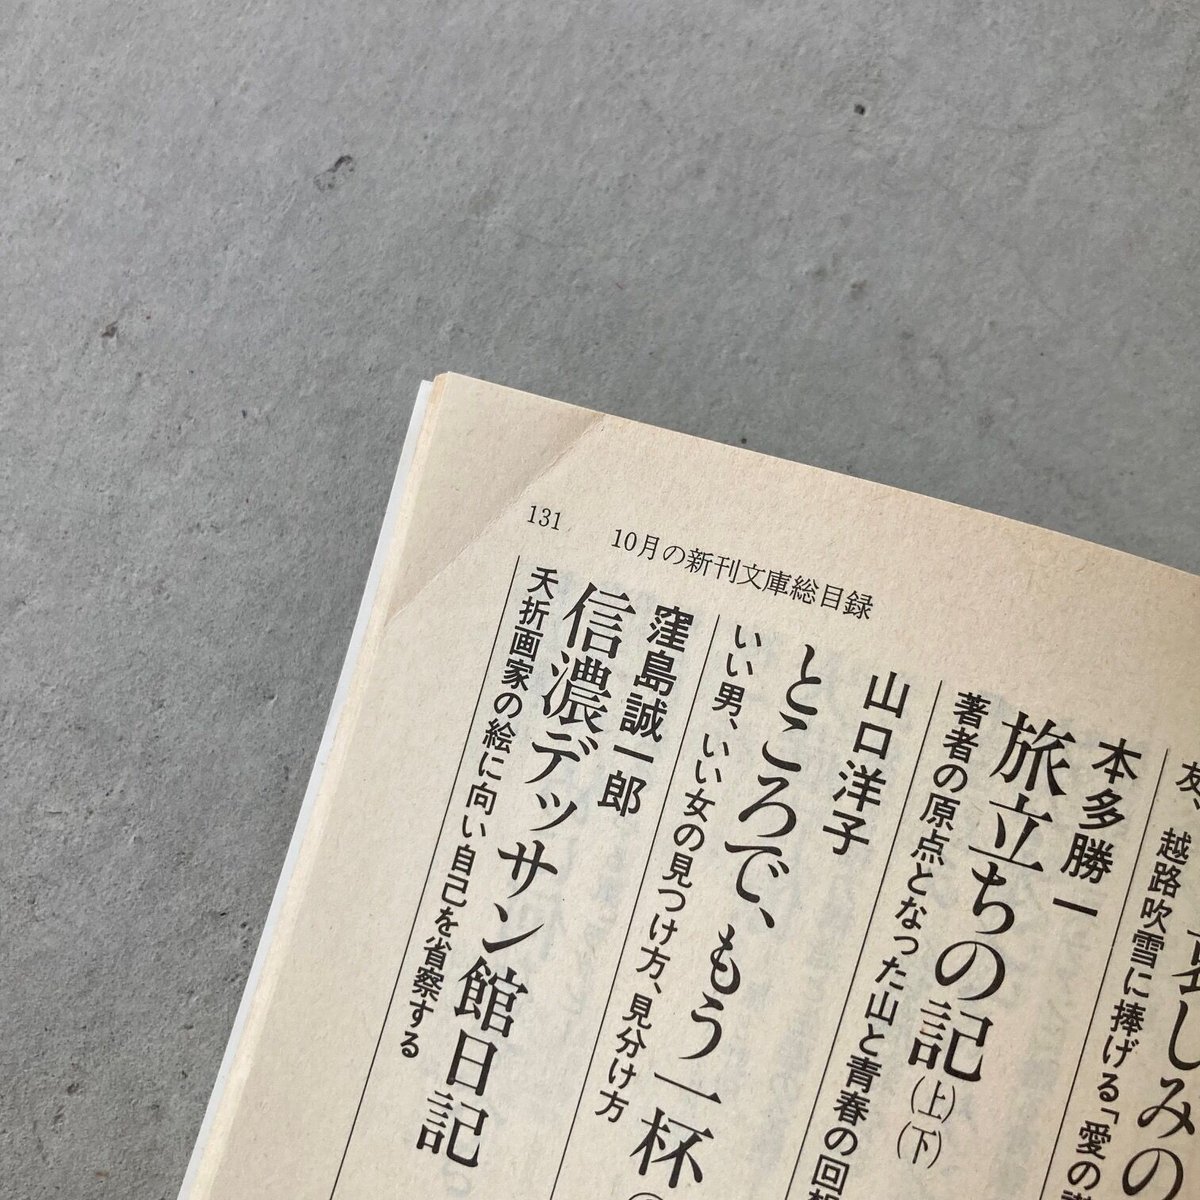 131
10月の新刊文庫総目録
友、越路吹雪に捧げる「愛の
しみの
本多勝一
旅立ちの記(上)(下)
著者の原点となった山と青春の回
山口洋子
ところで、もう一杯
いい男、いい女の見つけ方、見分け方
窪島誠一郎
信濃デッサン館日記
夭折画家の絵に向い自己を省察する